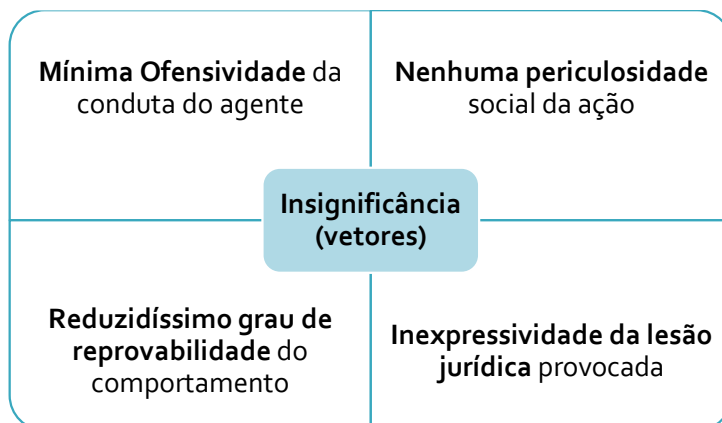 Mínima Ofensividade da
conduta do agente
Nenhuma periculosidade
social da ação
Insignificância
(vetores)
Reduzidíssimo grau de
reprovabilidade do
comportamento
Inexpressividade da lesão
jurídica provocada